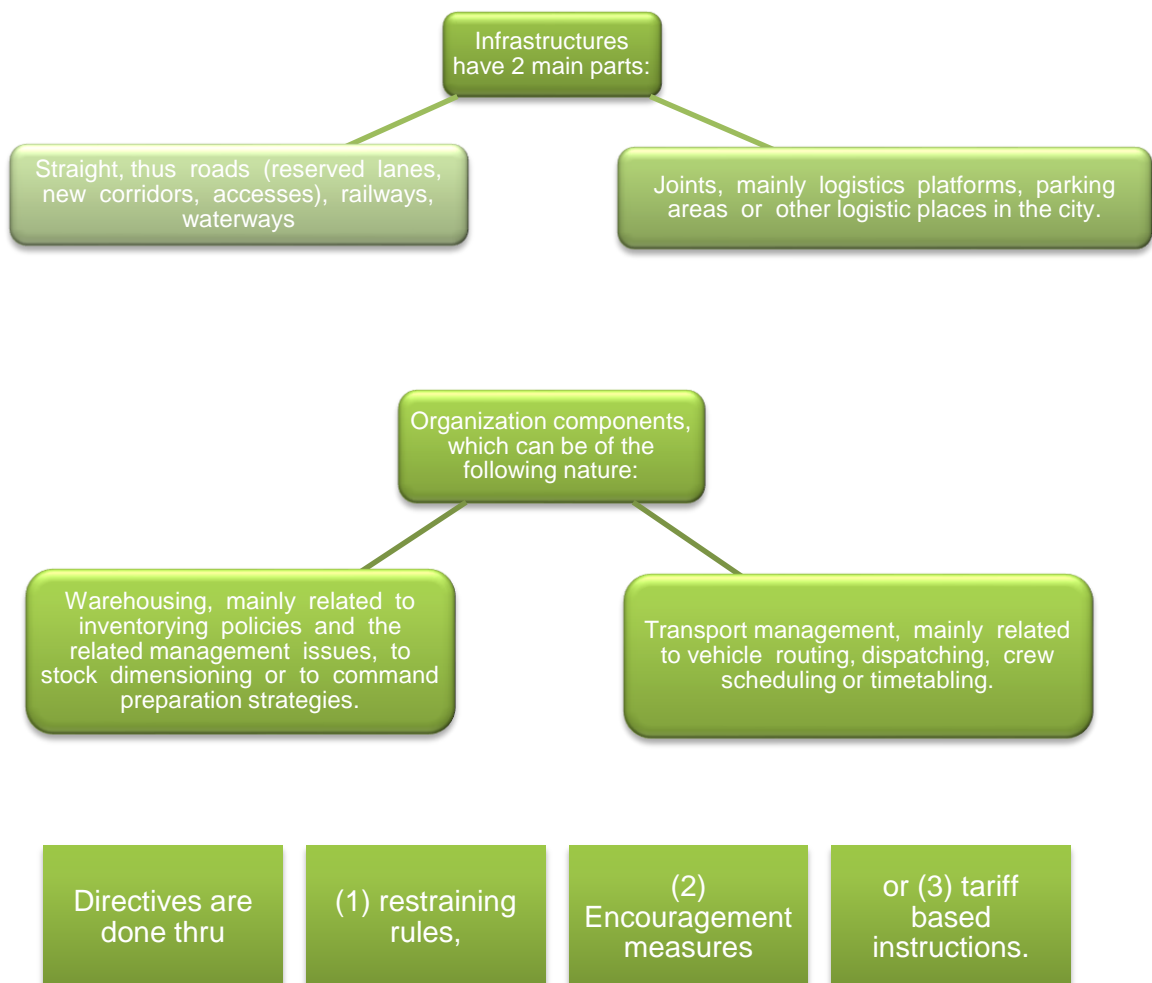 Infrastructures
have 2 main parts:
Straight, thus roads (reserved lanes,
new corridors, accesses), railways,
waterways
Joints, mainly logistics platforms, parking
areas or other logistic places in the city.
Organization components,
which can be of the
following nature:
Warehousing, mainly related to
inventorying policies and the
related management issues, to
stock dimensioning or to command
preparation strategies.
Transport management, mainly related
to vehicle routing, dispatching, crew
scheduling or timetabling.
Directives are
done thru
(1) restraining
rules,
(2)
Encouragement
measures
or (3) tariff
based
instructions.